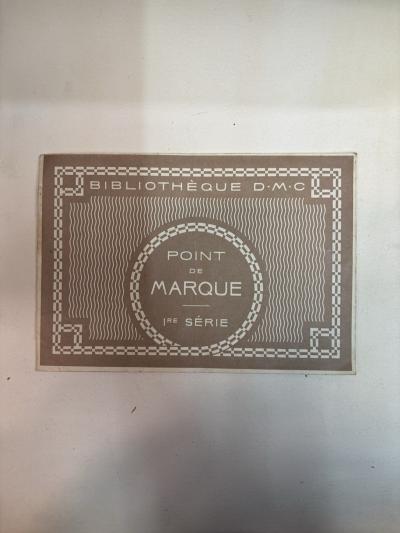 BIBLIOTHÈQUE D·M·C
POINT
DE
MARQUE
1RE SÉRIE